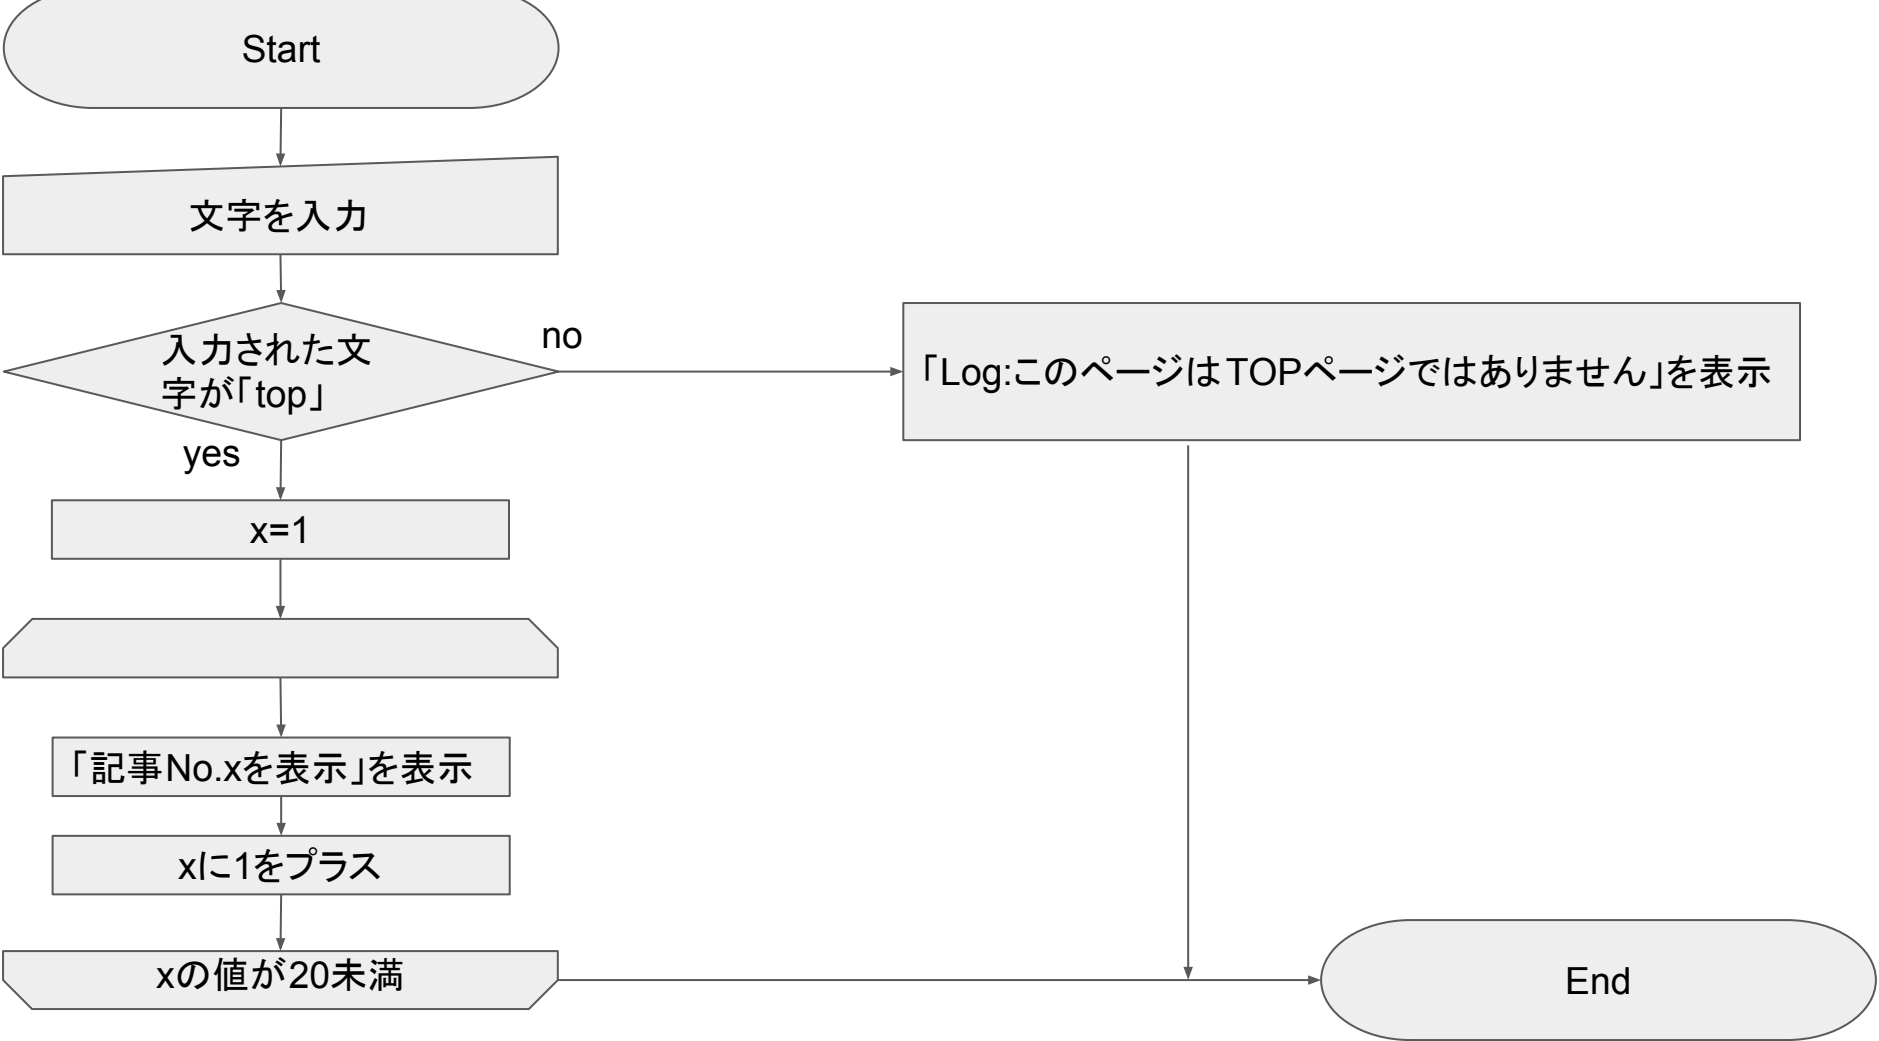 Start
文字を入力
入力された文
字が「top」
no
「Log:このページはTOPページではありません」を表示
yes
x=1
「記事No.xを表示」を表示
xに1をプラス
xの値が20未満
End